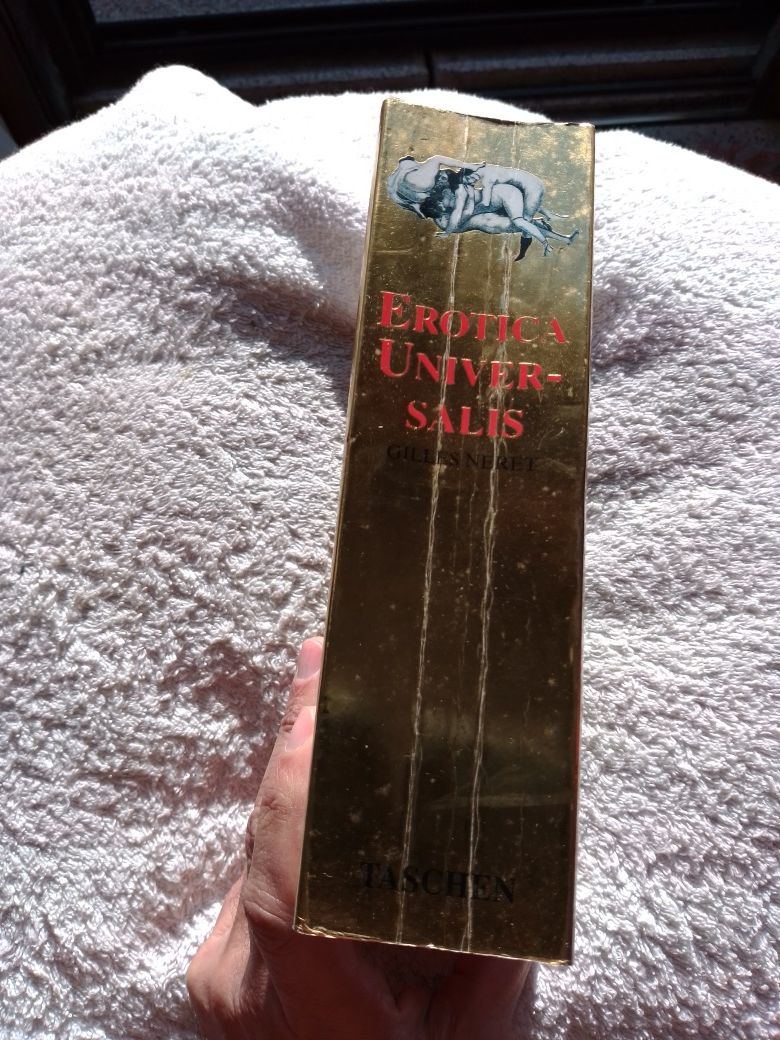 EROTICA
UNIVER-
SALIS
GILLES NERET
TASCHEN